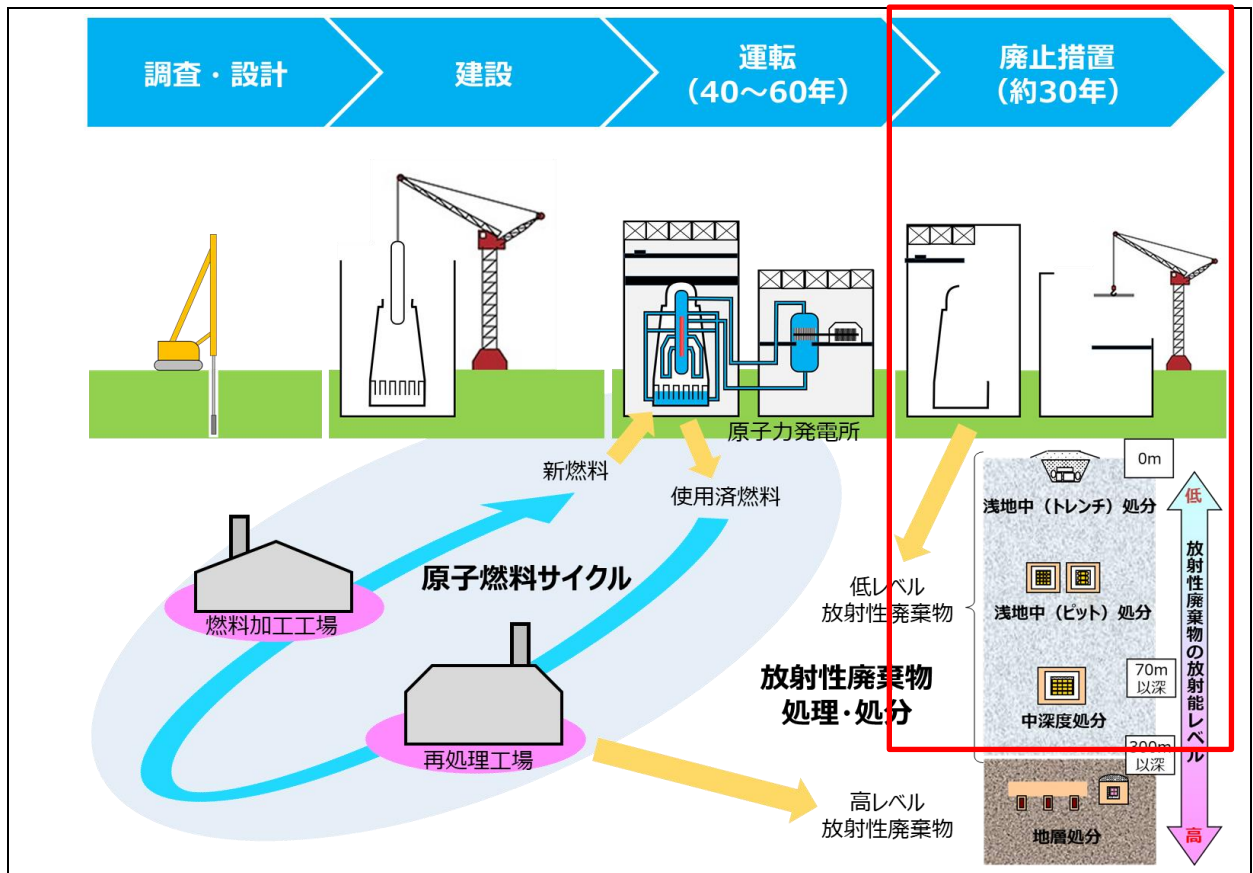 調査・設計
建設
運転
（40～60年）
廃止措置
（約30年）
原子力発電所
新燃料
使用済燃料
原子燃料サイクル
燃料加工工場
再処理工場
低レベル
放射性廃棄物
放射性廃棄物
処理・処分
高レベル
放射性廃棄物
0m
浅地中（トレンチ）処分
浅地中（ピット）処分
70m
以深
中深度処分
300m
以深
地層処分
低
放射性廃棄物の放射能レベル
高